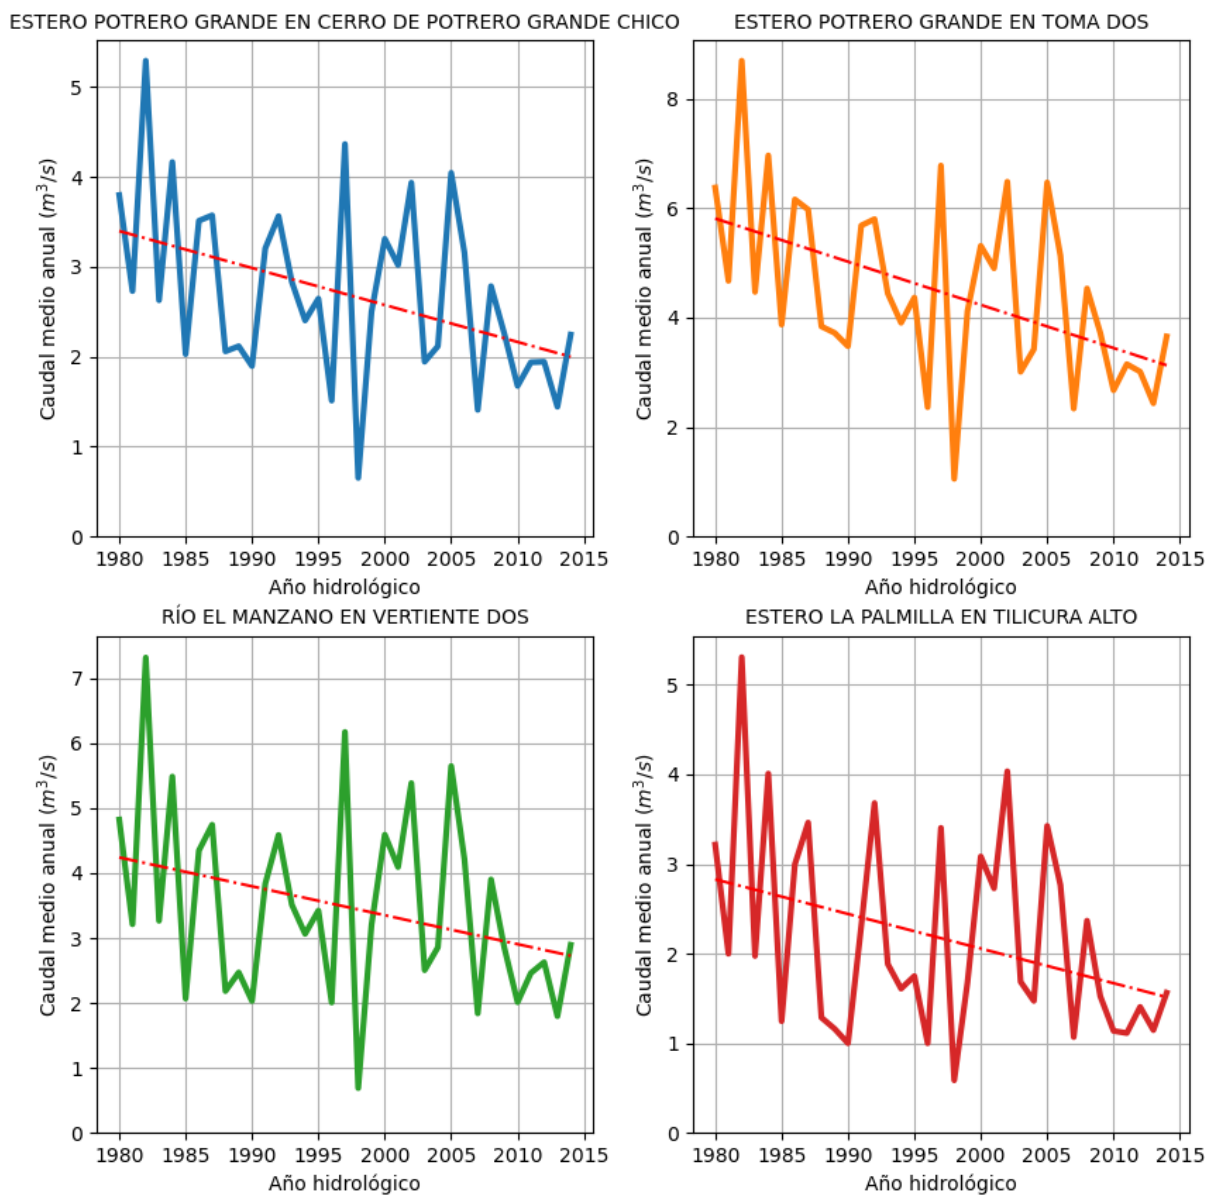 ESTERO POTRERO GRANDE EN CERRO DE POTRERO GRANDE CHICO
5
4
3
2
1
0
Caudal medio anual (m³/s)
1980 1985 1990 1995 2000 2005 2010 2015
Año hidrológico
ESTERO POTRERO GRANDE EN TOMA DOS
8
6
4
2
0
Caudal medio anual (m³/s)
1980 1985 1990 1995 2000 2005 2010 2015
Año hidrológico
RÍO EL MANZANO EN VERTIENTE DOS
7
6
5
4
3
2
1
0
Caudal medio anual (m³/s)
1980 1985 1990 1995 2000 2005 2010 2015
Año hidrológico
ESTERO LA PALMILLA EN TILICURA ALTO
5
4
3
2
1
0
Caudal medio anual (m³/s)
1980 1985 1990 1995 2000 2005 2010 2015
Año hidrológico